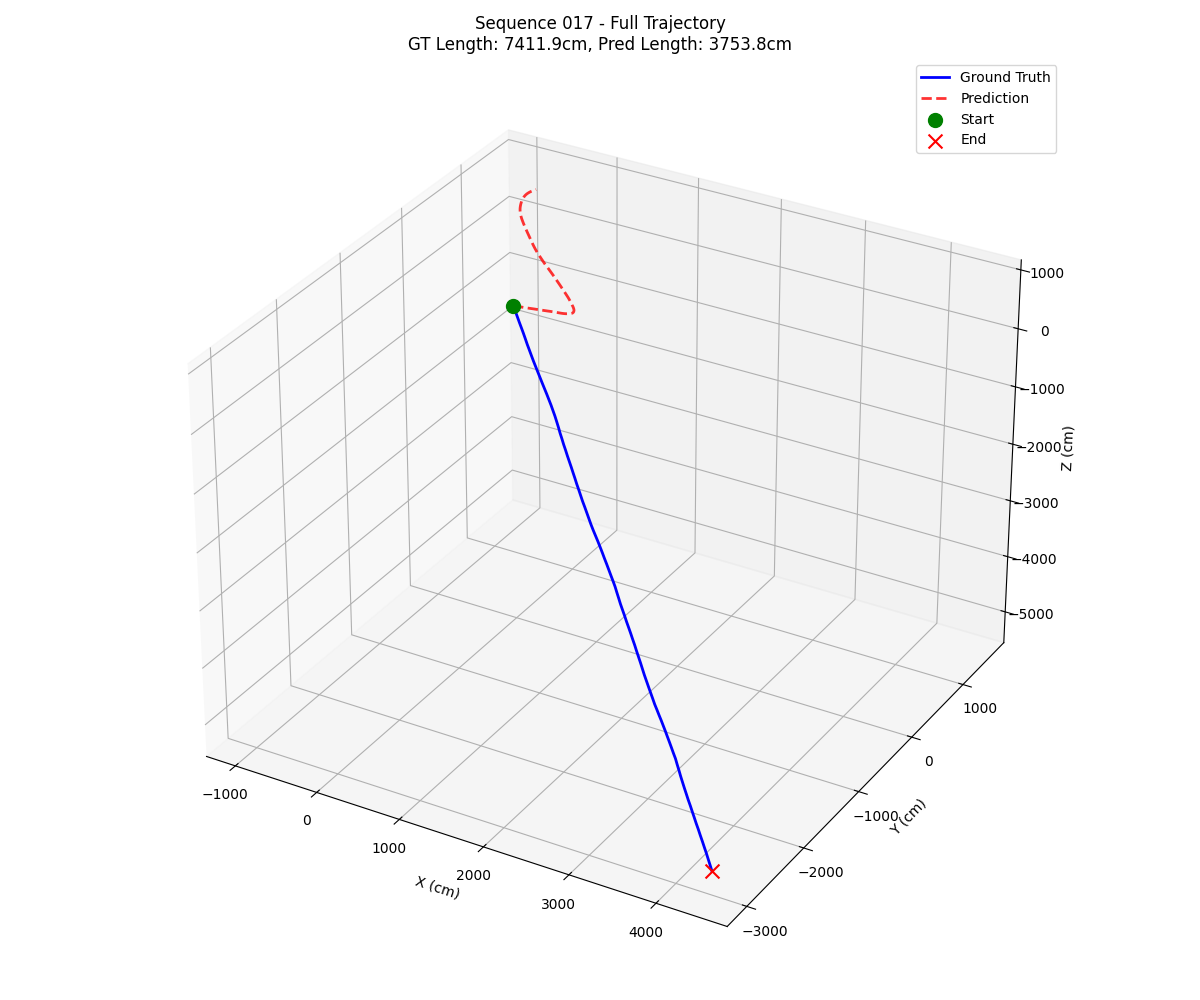 Sequence 017 - Full Trajectory
GT Length: 7411.9cm, Pred Length: 3753.8cm
Ground Truth
Prediction
Start
End
1000
0
−1000
−2000
−3000
−4000
−5000
Z (cm)
1000
0
−1000
−2000
−3000
Y (cm)
−1000
0
1000
2000
3000
4000
X (cm)